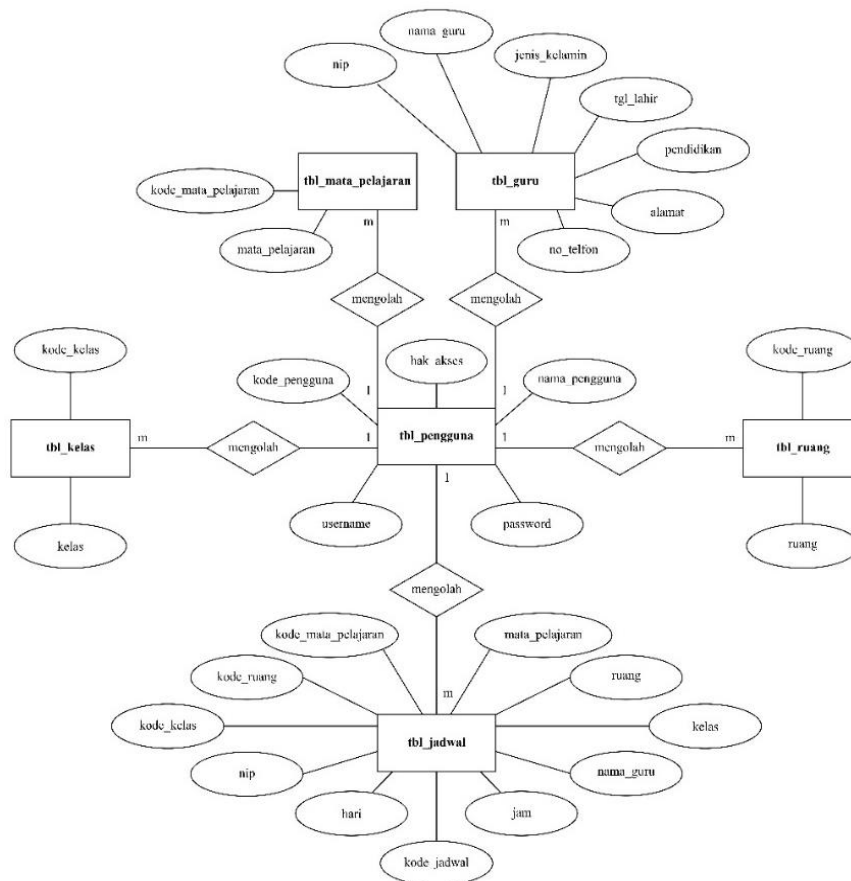 nama_guru
nip
jenis_kelamin
tgl_lahir
pendidikan
alamat
no_telfon
tbl_guru
tbl_mata_pelajaran
kode_mata_pelajaran
mata_pelajaran
m
m
mengolah
mengolah
kode_kelas
kode_pengguna
hak_akses
nama_pengguna
kode_ruang
1
1
tbl_kelas
m
mengolah
1
tbl_pengguna
1
mengolah
m
tbl_ruang
1
kelas
username
password
ruang
mengolah
kode_mata_pelajaran
mata_pelajaran
kode_ruang
ruang
m
kode_kelas
kelas
tbl_jadwal
nip
nama_guru
hari
jam
kode_jadwal